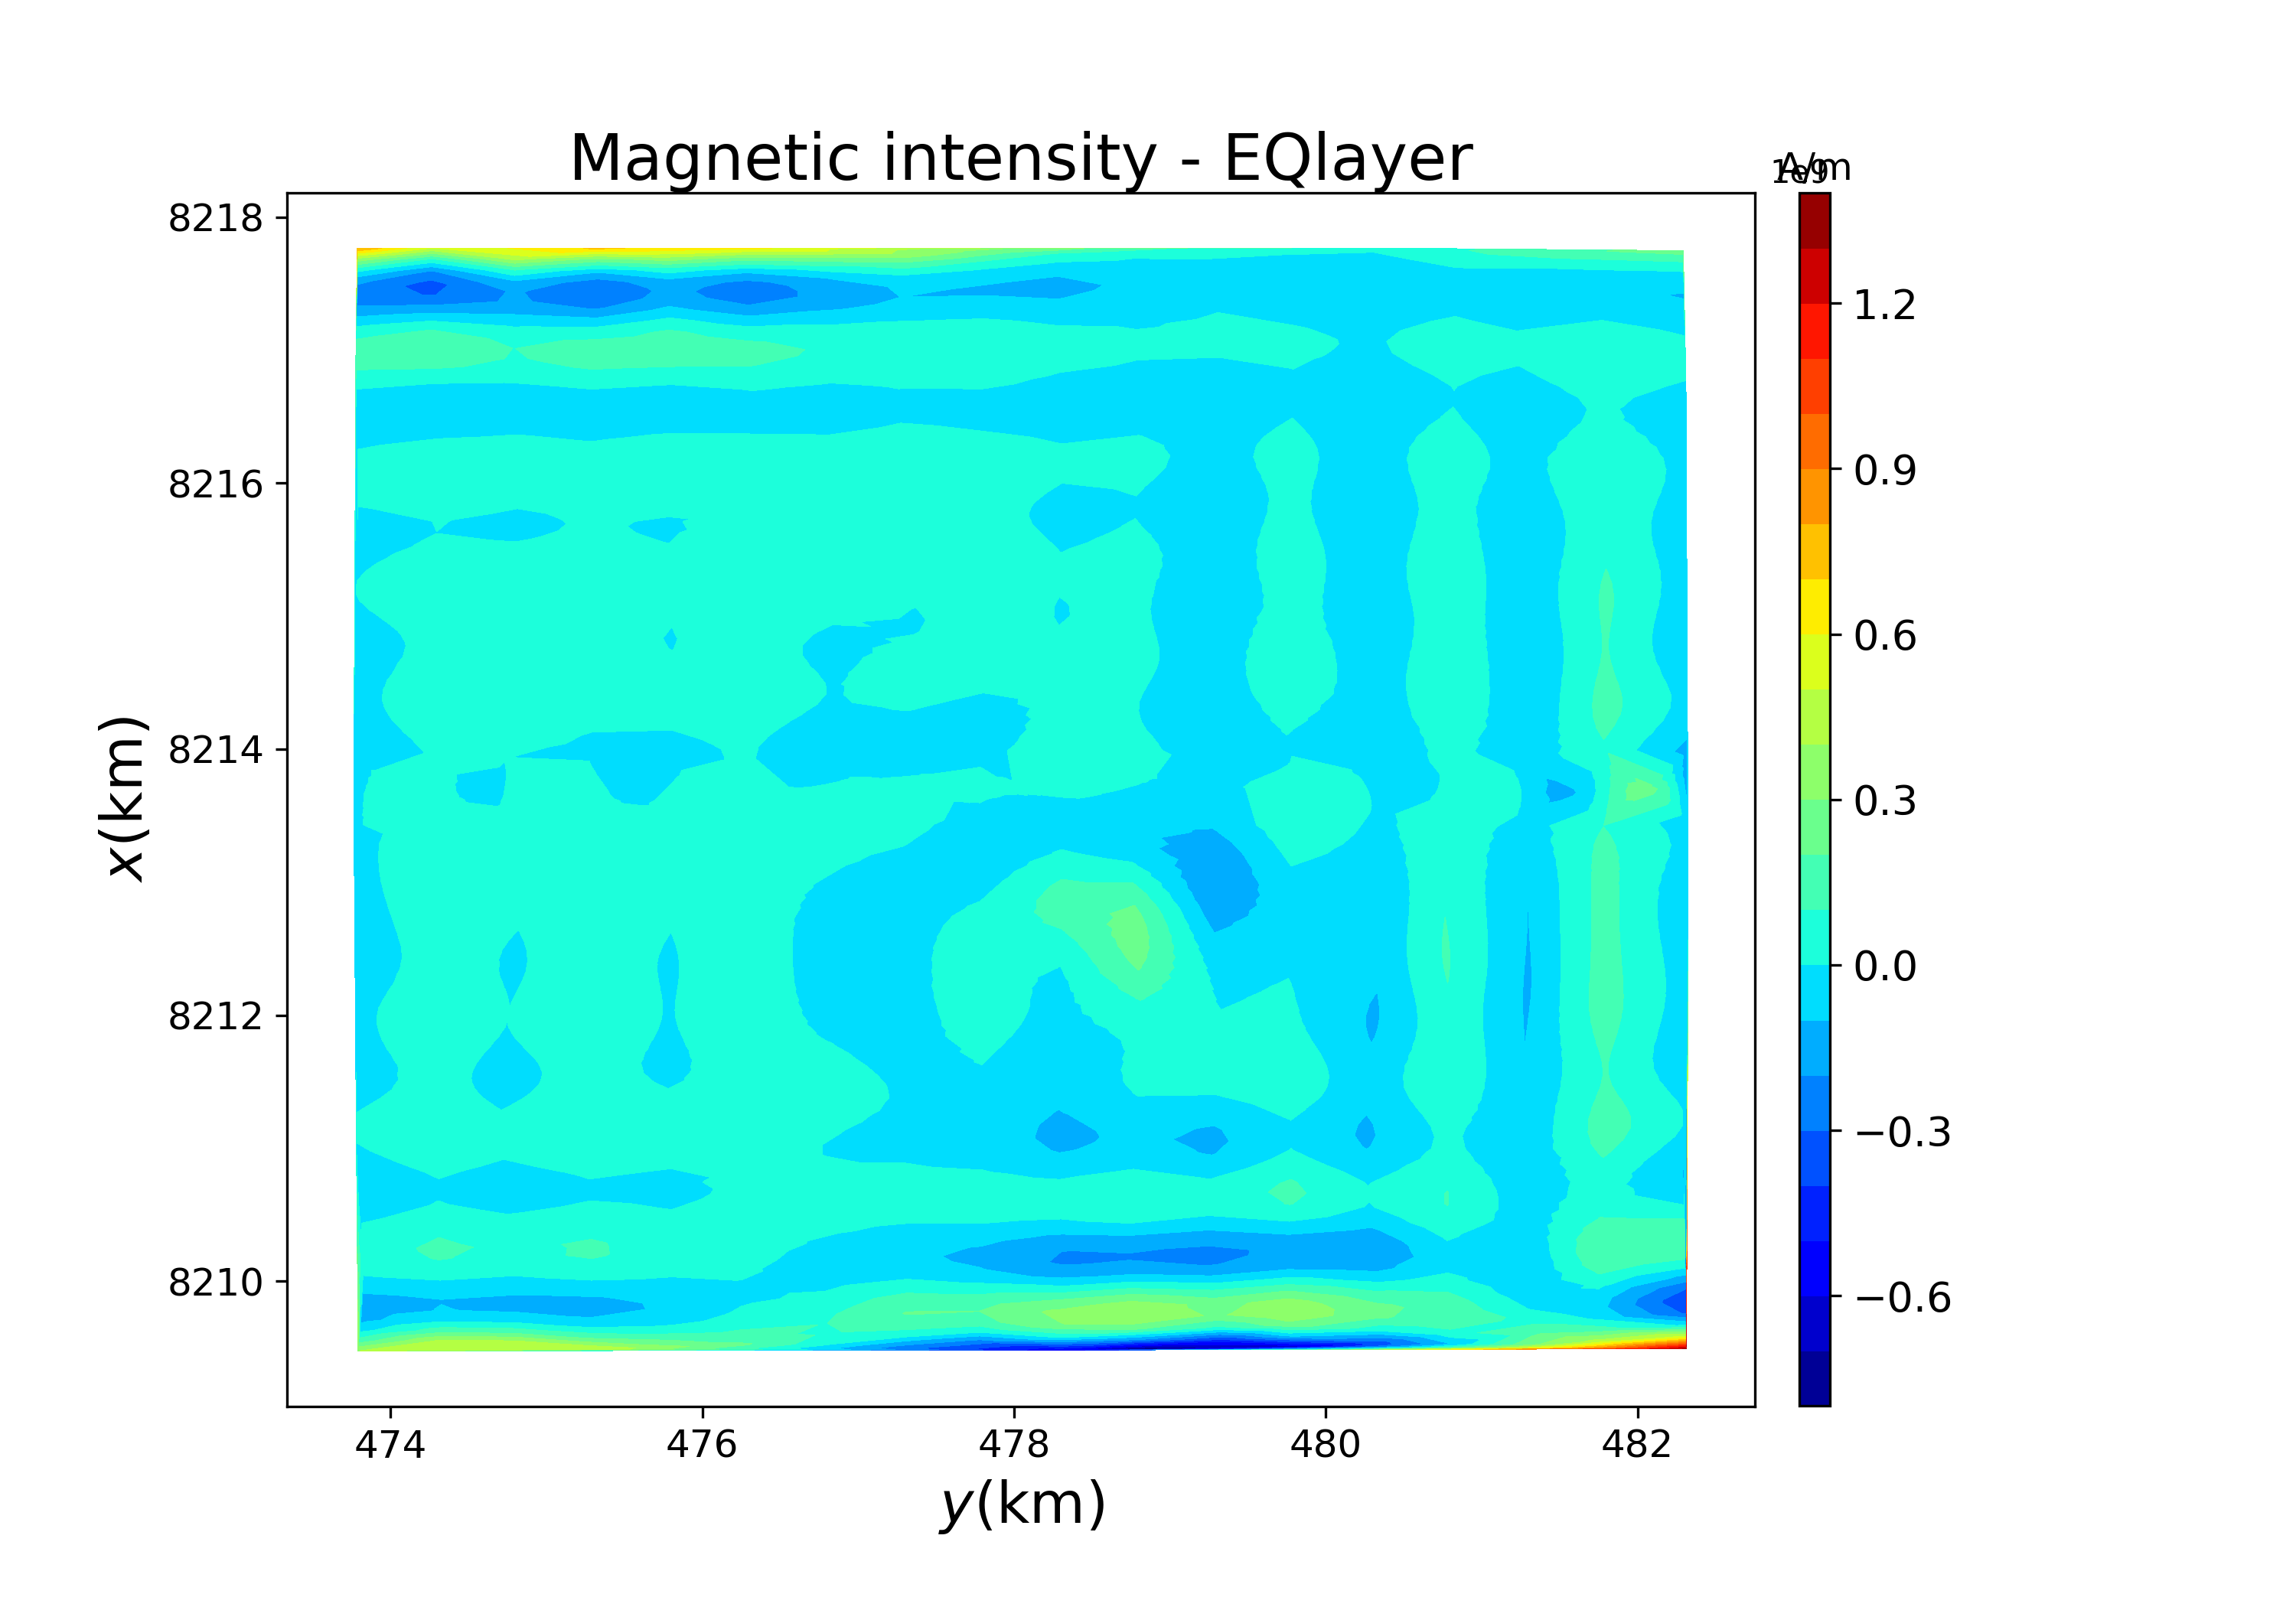 Magnetic intensity - EQlayer
A/m
1e9
8218
8216
8214
8212
8210
x(km)
474 476 478 480 482
y(km)
1.2
0.9
0.6
0.3
0.0
−0.3
−0.6